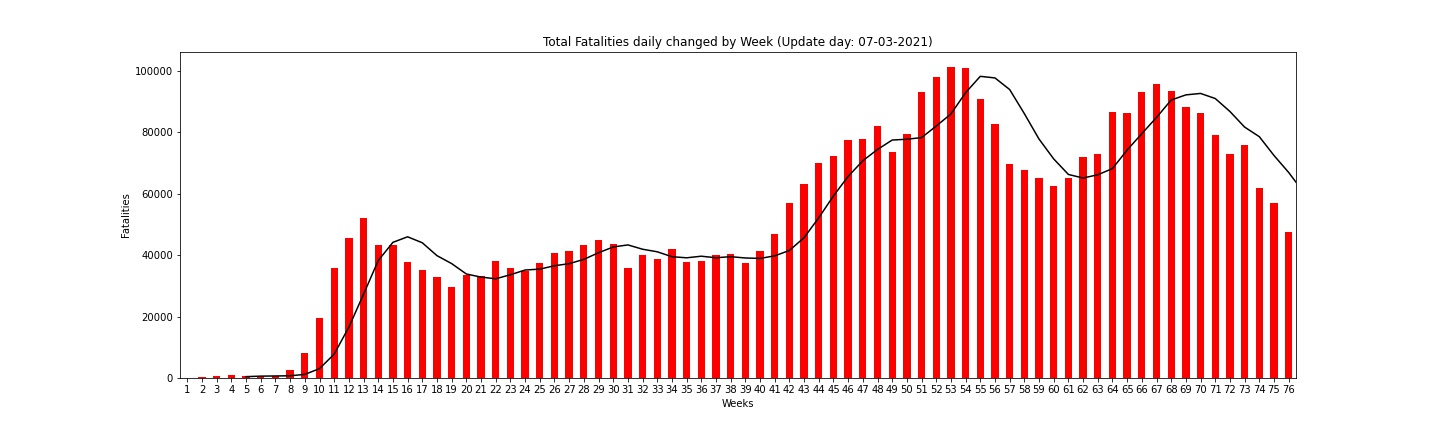 Total Fatalities daily changed by Week (Update day: 07-03-2021)
100000
80000
60000
40000
20000
0
Fatalities
1 2 3 4 5 6 7 8 9 10 11 12 13 14 15 16 17 18 19 20 21 22 23 24 25 26 27 28 29 30 31 32 33 34 35 36 37 38 39 40 41 42 43 44 45 46 47 48 49 50 51 52 53 54 55 56 57 58 59 60 61 62 63 64 65 66 67 68 69 70 71 72 73 74 75 76
Weeks